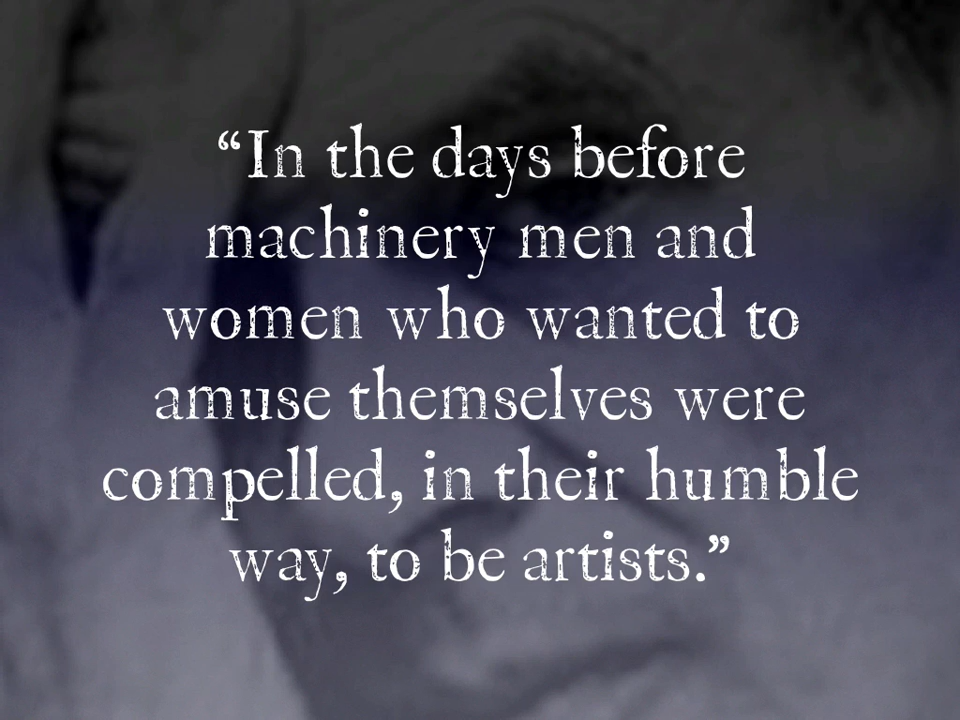 “In the days before
machinery men and
women who wanted to
amuse themselves were
compelled, in their humble
way, to be artists.”